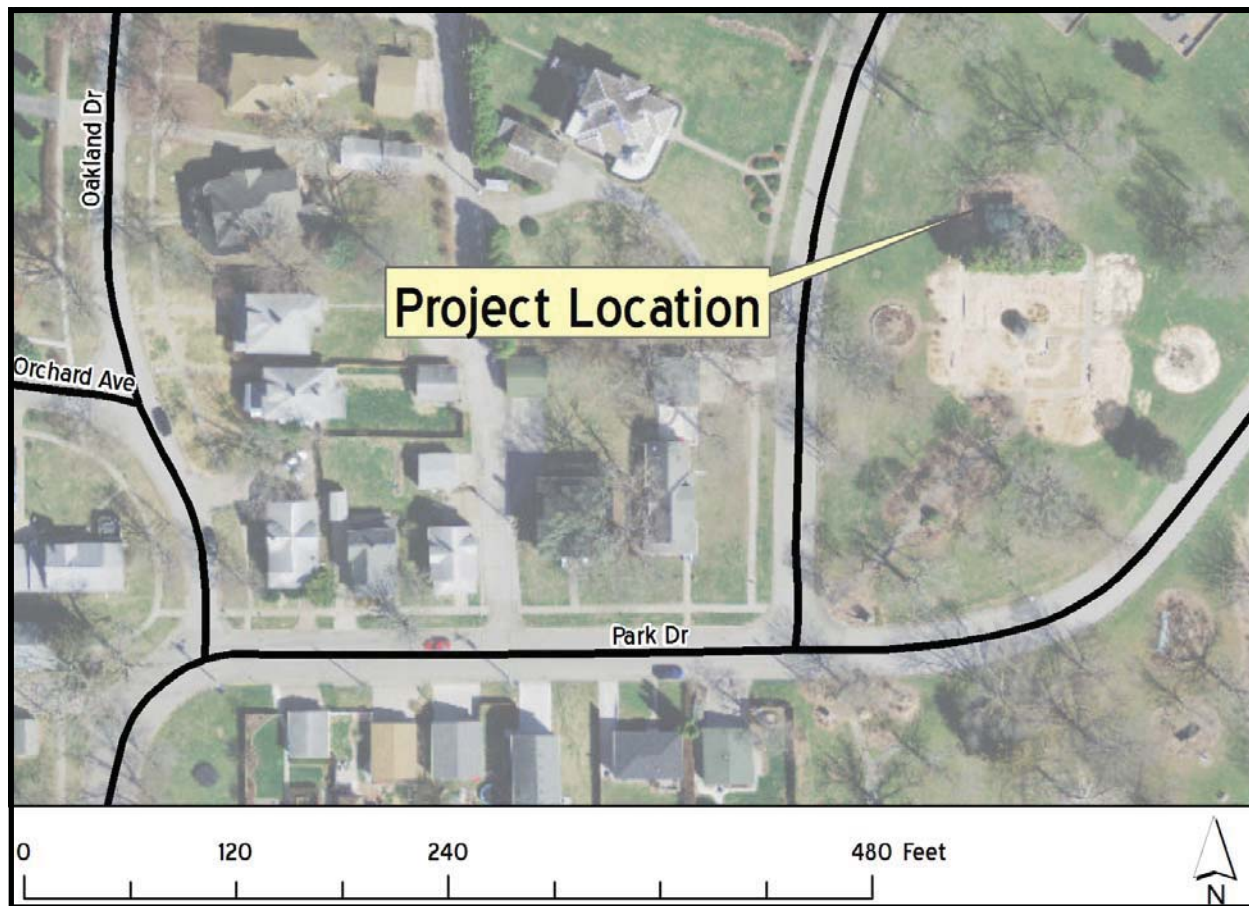 Oakland Dr
Project Location
Orchard Ave
Park Dr
0 120 240 480 Feet
N